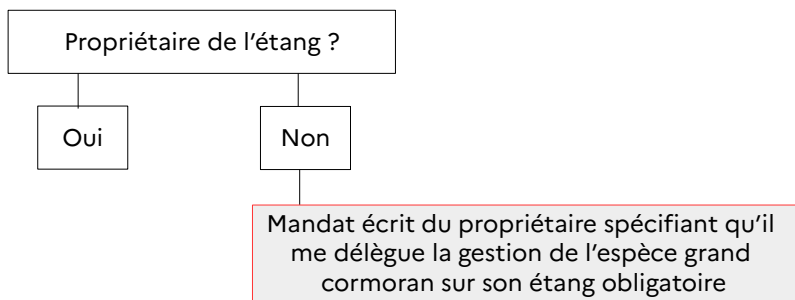 Propriétaire de l'étang ?
Oui
Non
Mandat écrit du propriétaire spécifiant qu'il
me délègue la gestion de l'espèce grand
cormoran sur son étang obligatoire